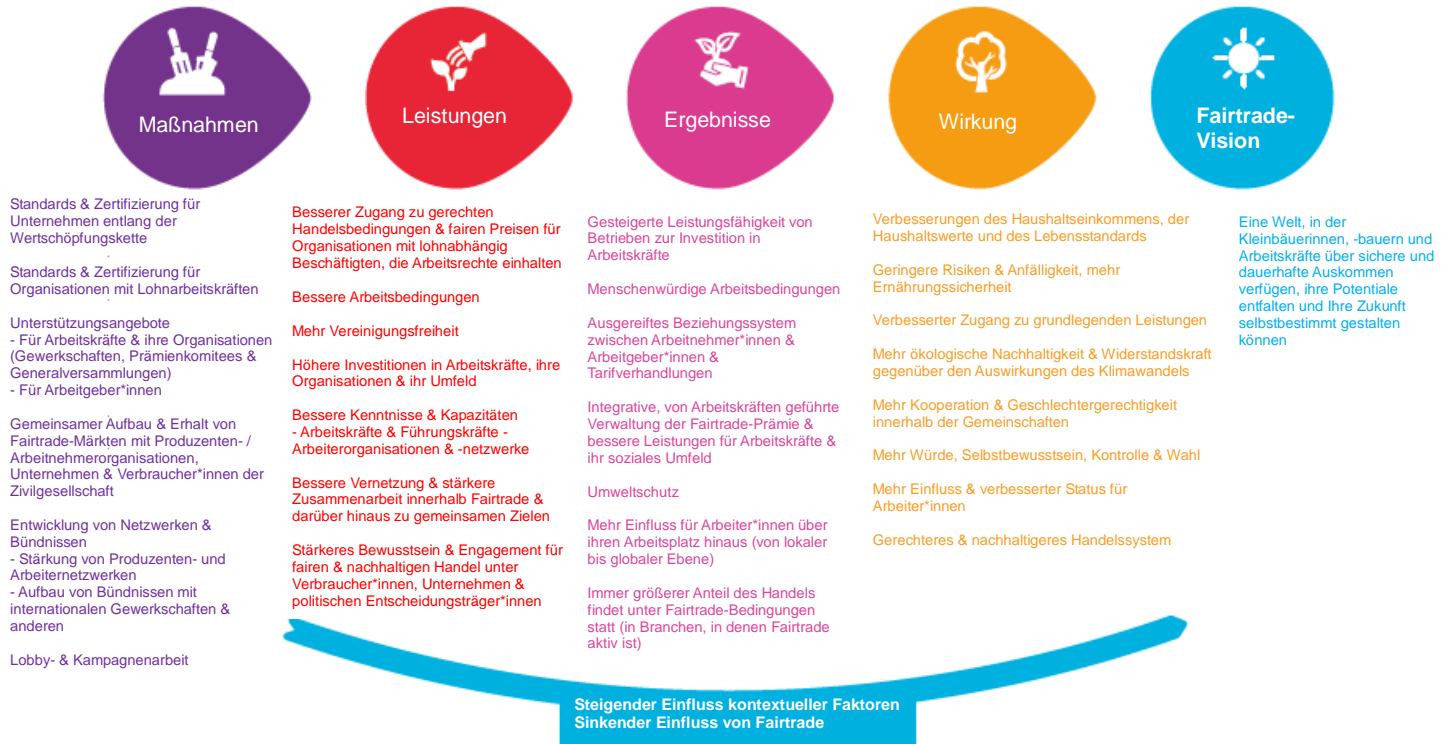 Maßnahmen
Leistungen
Ergebnisse
Wirkung
Fairtrade-
Vision
Standards & Zertifizierung für
Unternehmen entlang der
Wertschöpfungskette
Standards & Zertifizierung für
Organisationen mit Lohnarbeitskräften
Unterstützungsangebote
- Für Arbeitskräfte & ihre Organisationen
(Gewerkschaften, Prämienkomitees &
Generalversammlungen)
- Für Arbeitgeber*innen
Gemeinsamer Aufbau & Erhalt von
Fairtrade-Märkten mit Produzenten- /
Arbeitnehmerorganisationen,
Unternehmen & Verbraucher*innen der
Zivilgesellschaft
Entwicklung von Netzwerken &
Bündnissen
- Stärkung von Produzenten- und
Arbeiternetzwerken
- Aufbau von Bündnissen mit
internationalen Gewerkschaften &
anderen
Lobby- & Kampagnenarbeit
Besserer Zugang zu gerechten
Handelsbedingungen & fairen Preisen für
Organisationen mit lohnabhängig
Beschäftigten, die Arbeitsrechte einhalten
Bessere Arbeitsbedingungen
Mehr Vereinigungsfreiheit
Höhere Investitionen in Arbeitskräfte, ihre
Organisationen & ihr Umfeld
Bessere Kenntnisse & Kapazitäten
- Arbeitskräfte & Führungskräfte -
Arbeiterorganisationen & -netzwerke
Bessere Vernetzung & stärkere
Zusammenarbeit innerhalb Fairtrade &
darüber hinaus zu gemeinsamen Zielen
Stärkeres Bewusstsein & Engagement für
fairen & nachhaltigen Handel unter
Verbraucher*innen, Unternehmen &
politischen Entscheidungsträger*innen
Gesteigerte Leistungsfähigkeit von
Betrieben zur Investition in
Arbeitskräfte
Menschenwürdige Arbeitsbedingungen
Ausgereiftes Beziehungssystem
zwischen Arbeitnehmer*innen &
Arbeitgeber*innen &
Tarifverhandlungen
Integrative, von Arbeitskräften geführte
Verwaltung der Fairtrade-Prämie &
bessere Leistungen für Arbeitskräfte &
ihr soziales Umfeld
Umweltschutz
Mehr Einfluss für Arbeiter*innen über
ihren Arbeitsplatz hinaus (von lokaler
bis globaler Ebene)
Immer größerer Anteil des Handels
findet unter Fairtrade-Bedingungen
statt (in Branchen, in denen Fairtrade
aktiv ist)
Verbesserungen des Haushaltseinkommens, der
Haushaltswerte und des Lebensstandards
Geringere Risiken & Anfälligkeit, mehr
Ernährungssicherheit
Verbesserter Zugang zu grundlegenden Leistungen
Mehr ökologische Nachhaltigkeit & Widerstandskraft
gegenüber den Auswirkungen des Klimawandels
Mehr Kooperation & Geschlechtergerechtigkeit
innerhalb der Gemeinschaften
Mehr Würde, Selbstbewusstsein, Kontrolle & Wahl
Mehr Einfluss & verbesserter Status für
Arbeiter*innen
Gerechteres & nachhaltigeres Handelssystem
Eine Welt, in der
Kleinbäuerinnen, -bauern und
Arbeitskräfte über sichere und
dauerhafte Auskommen
verfügen, ihre Potentiale
entfalten und Ihre Zukunft
selbstbestimmt gestalten
können
Steigender Einfluss kontextueller Faktoren
Sinkender Einfluss von Fairtrade